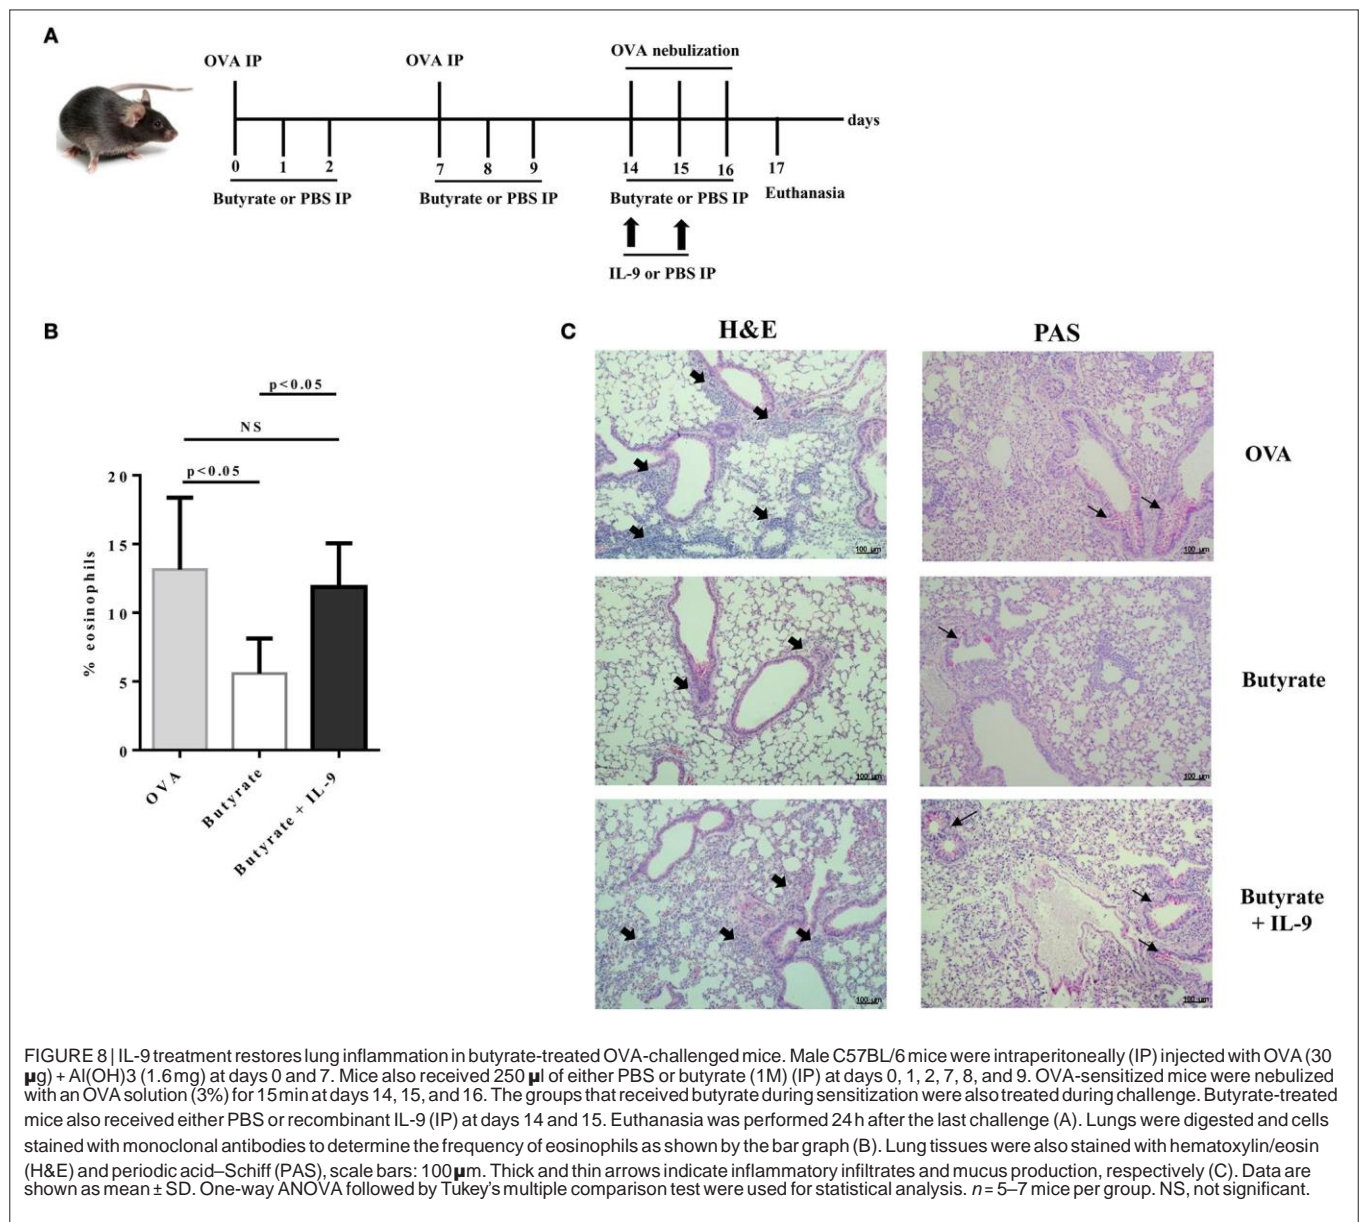 A
OVA IP
OVA IP
OVA nebulization
days
0 1 2 7 8 9 14 15 16 17
Butyrate or PBS IP
Butyrate or PBS IP
Butyrate or PBS IP
Euthanasia
IL-9 or PBS IP
B
p<0.05
NS
p<0.05
20
15
10
5
0
% eosinophils
OVA
Butyrate
Butyrate + IL-9
C
H&E
PAS
100 µm
100 µm
OVA
100 µm
100 µm
Butyrate
100 µm
100 µm
Butyrate
+ IL-9
FIGURE 8 | IL-9 treatment restores lung inflammation in butyrate-treated OVA-challenged mice. Male C57BL/6 mice were intraperitoneally (IP) injected with OVA (30
µg) + Al(OH)3 (1.6 mg) at days 0 and 7. Mice also received 250 µl of either PBS or butyrate (1M) (IP) at days 0, 1, 2, 7, 8, and 9. OVA-sensitized mice were nebulized
with an OVA solution (3%) for 15 min at days 14, 15, and 16. The groups that received butyrate during sensitization were also treated during challenge. Butyrate-treated
mice also received either PBS or recombinant IL-9 (IP) at days 14 and 15. Euthanasia was performed 24 h after the last challenge (A). Lungs were digested and cells
stained with monoclonal antibodies to determine the frequency of eosinophils as shown by the bar graph (B). Lung tissues were also stained with hematoxylin/eosin
(H&E) and periodic acid–Schiff (PAS), scale bars: 100 µm. Thick and thin arrows indicate inflammatory infiltrates and mucus production, respectively (C). Data are
shown as mean ± SD. One-way ANOVA followed by Tukey's multiple comparison test were used for statistical analysis. n = 5–7 mice per group. NS, not significant.